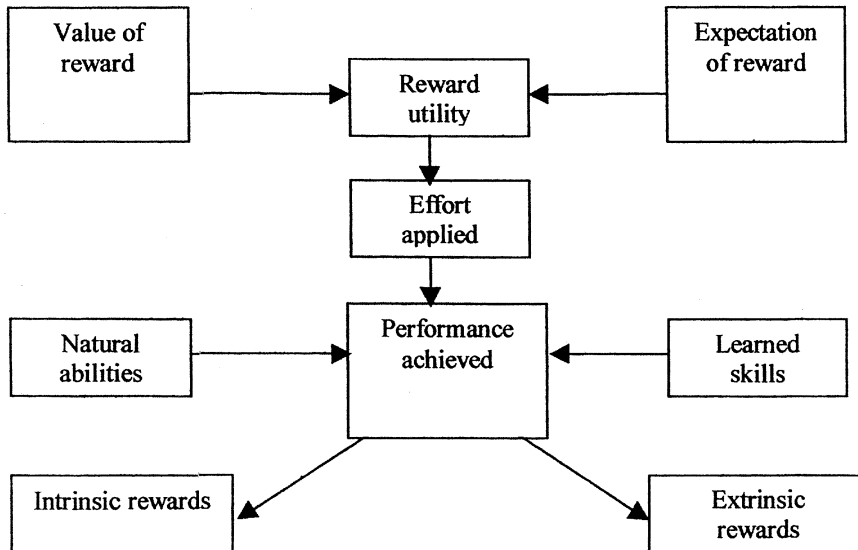 Value of
reward
Expectation
of reward
Reward
utility
Effort
applied
Natural
abilities
Performance
achieved
Learned
skills
Intrinsic rewards
Extrinsic
rewards